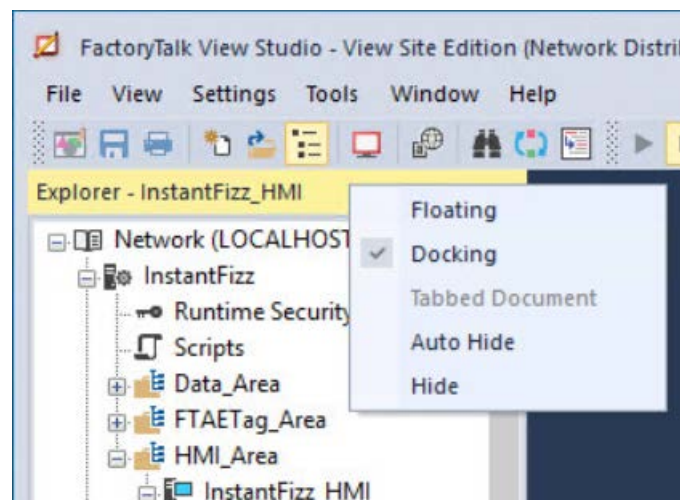 FactoryTalk View Studio - View Site Edition (Network Distri
File View Settings Tools Window Help
Explorer - InstantFizz_HMI
Network (LOCALHOST
InstantFizz
Runtime Security
Scripts
Data_Area
FTAETag_Area
HMI_Area
InstantFizz_HMI
Floating
Docking
Tabbed Document
Auto Hide
Hide